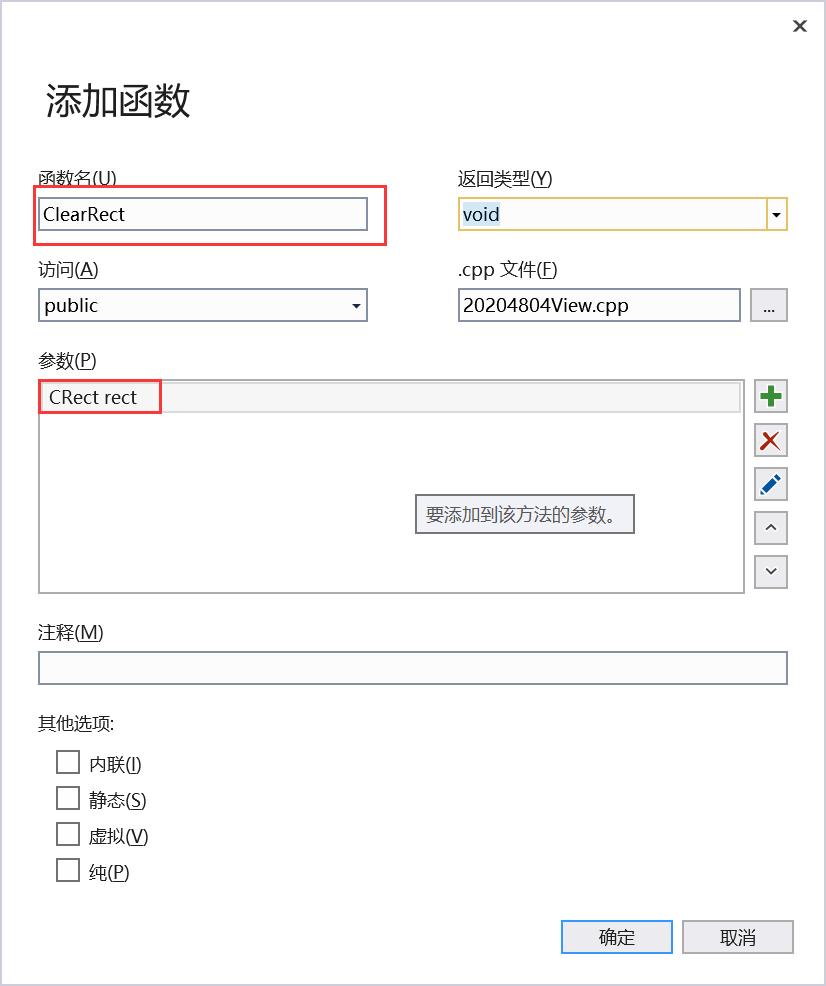 添加函数
函数名(U)
返回类型(Y)
ClearRect
void
访问(A)
.cpp 文件(F)
public
20204804View.cpp
...
参数(P)
CRect rect
要添加到该方法的参数。
注释(M)
其他选项:
内联(I)
静态(S)
虚拟(V)
纯(P)
确定
取消